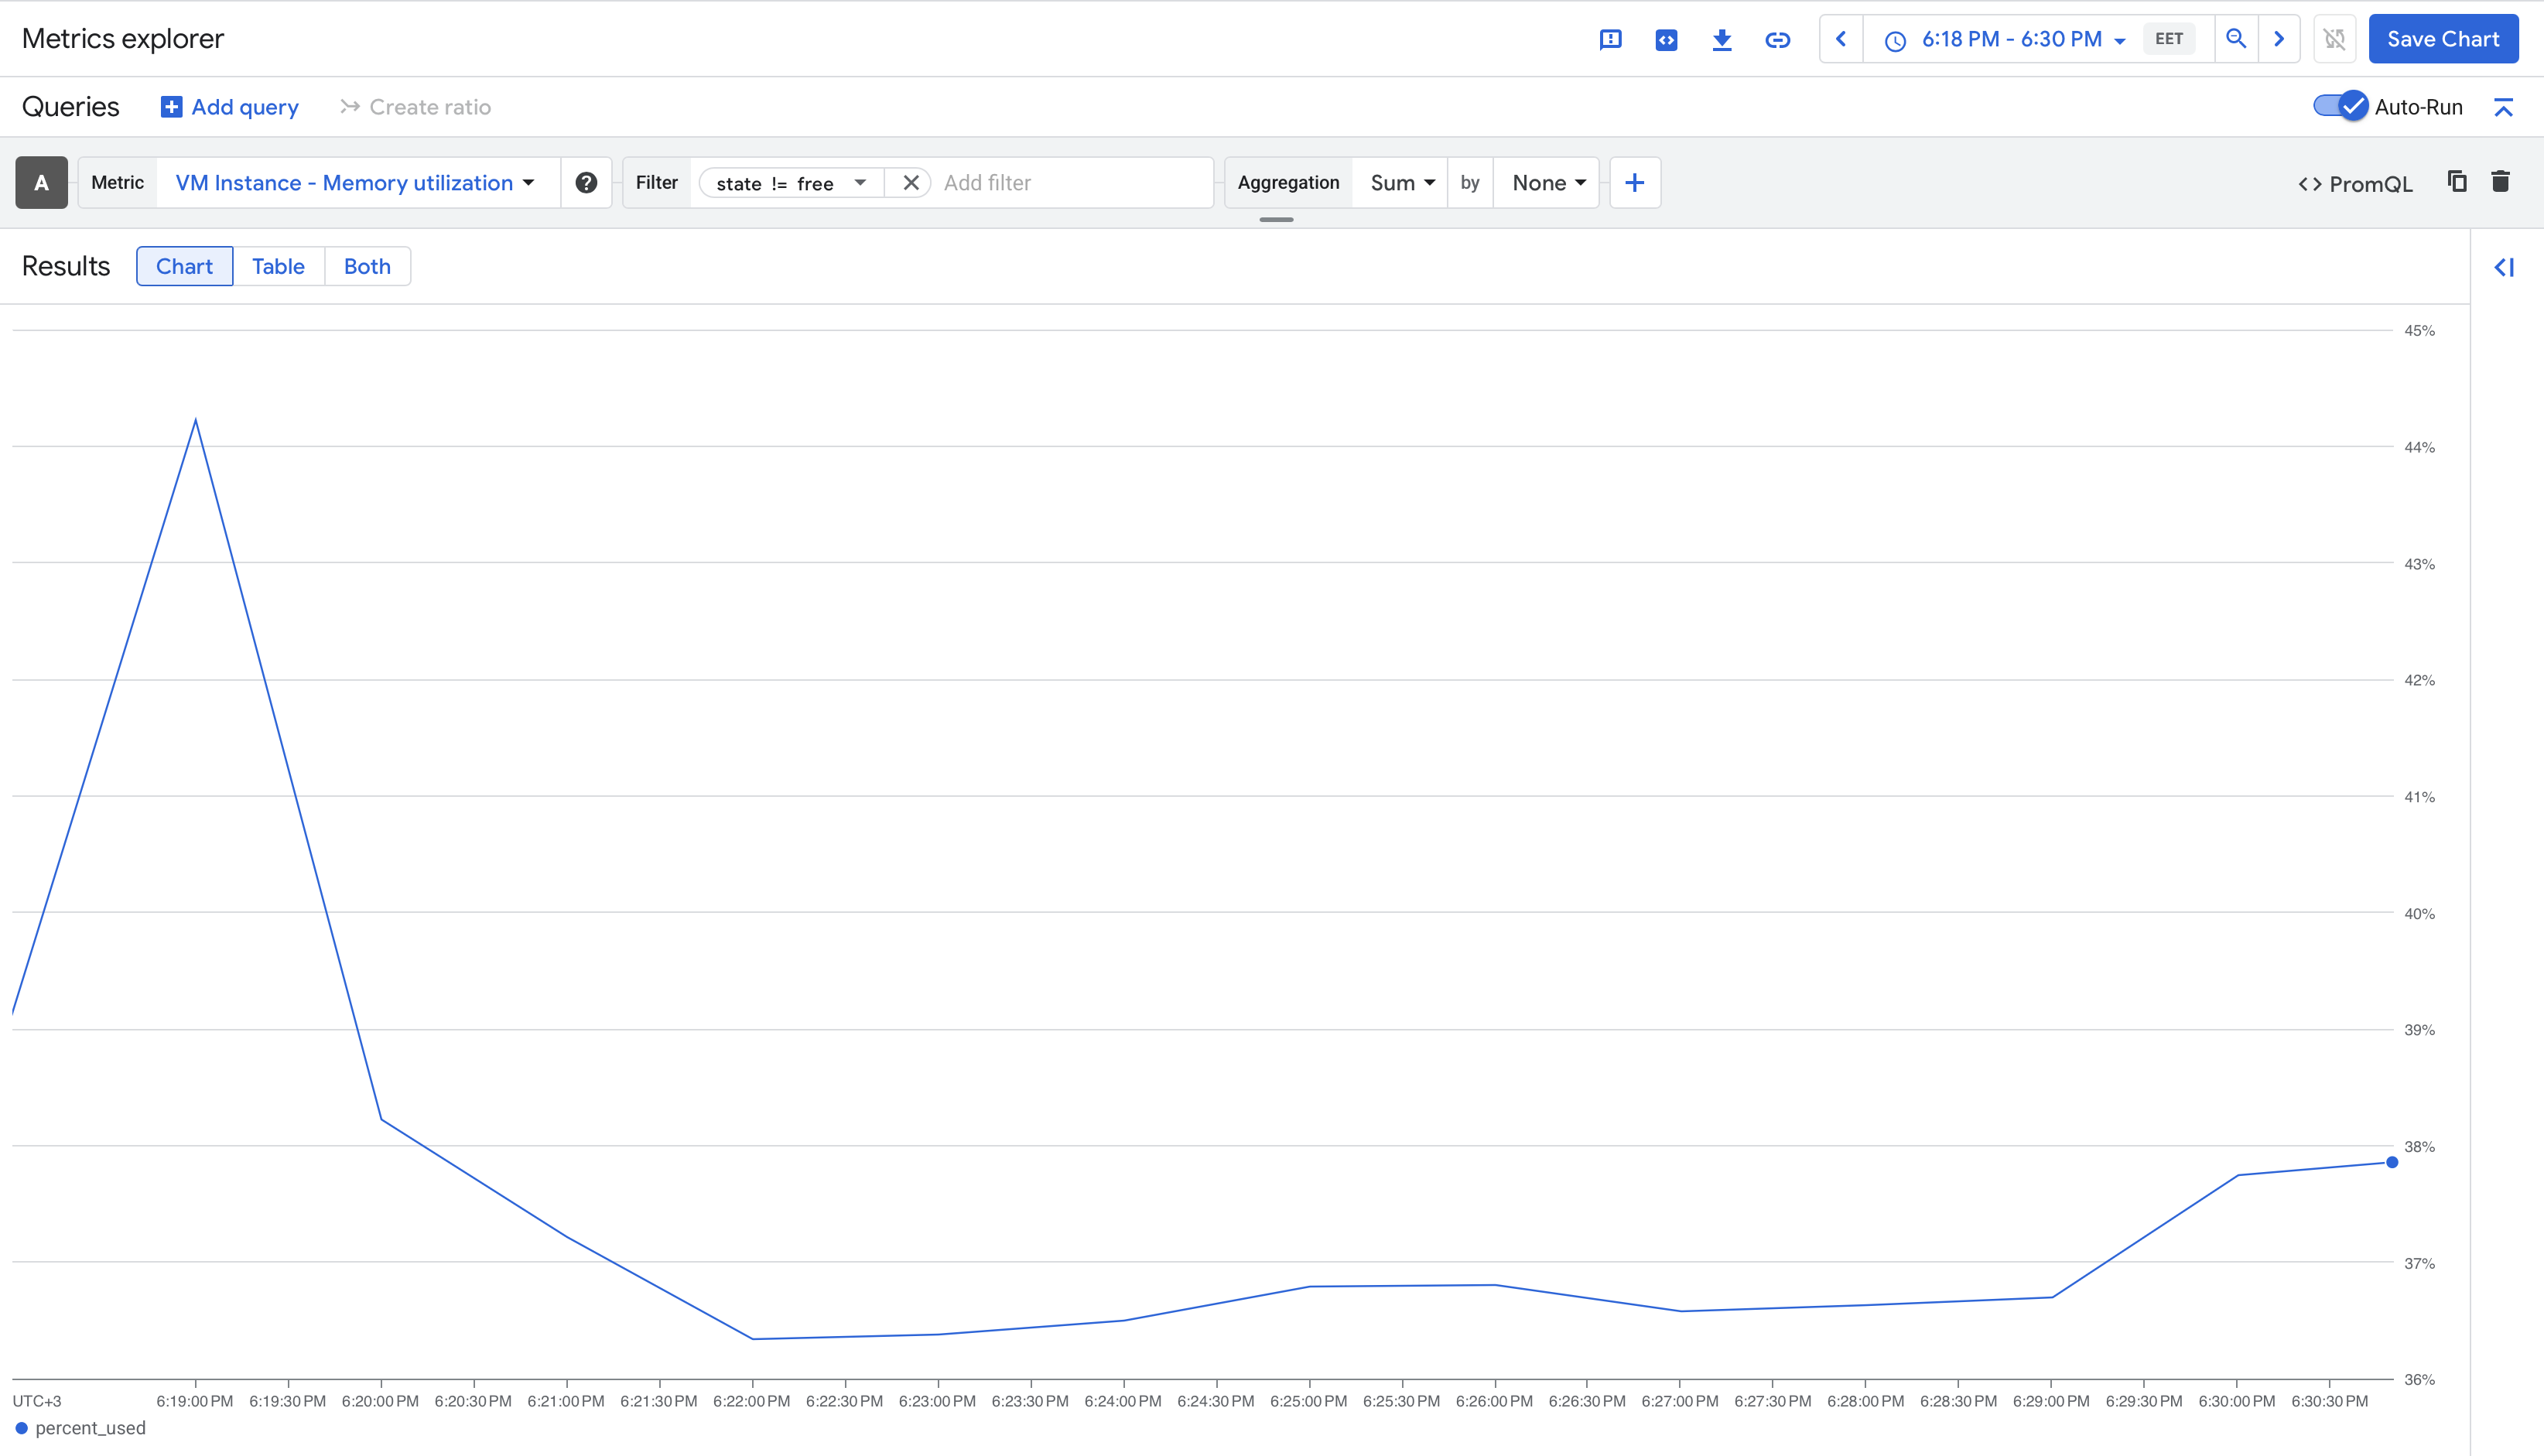 Metrics explorer
6:18 PM - 6:30 PM EET
Save Chart
Queries Add query Create ratio
Auto-Run
A Metric VM Instance - Memory utilization Filter state != free Add filter Aggregation Sum by None
<> PromQL
Results Chart Table Both
45%
44%
43%
42%
41%
40%
39%
38%
37%
36%
UTC+3 6:19:00 PM 6:19:30 PM 6:20:00 PM 6:20:30 PM 6:21:00 PM 6:21:30 PM 6:22:00 PM 6:22:30 PM 6:23:00 PM 6:23:30 PM 6:24:00 PM 6:24:30 PM 6:25:00 PM 6:25:30 PM 6:26:00 PM 6:26:30 PM 6:27:00 PM 6:27:30 PM 6:28:00 PM 6:28:30 PM 6:29:00 PM 6:29:30 PM 6:30:00 PM 6:30:30 PM
percent_used